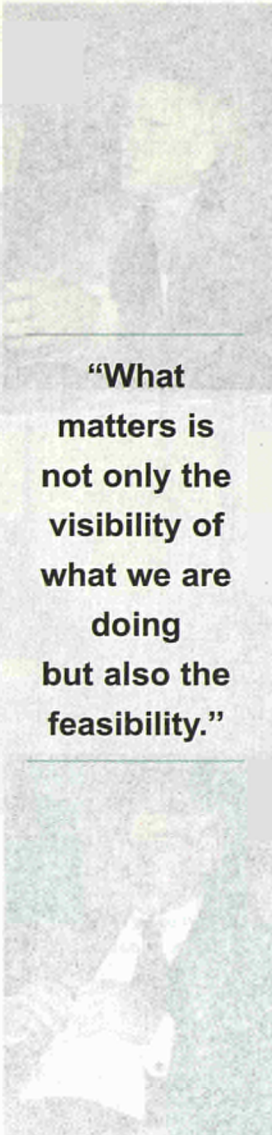 “What
matters is
not only the
visibility of
what we are
doing
but also the
feasibility.”